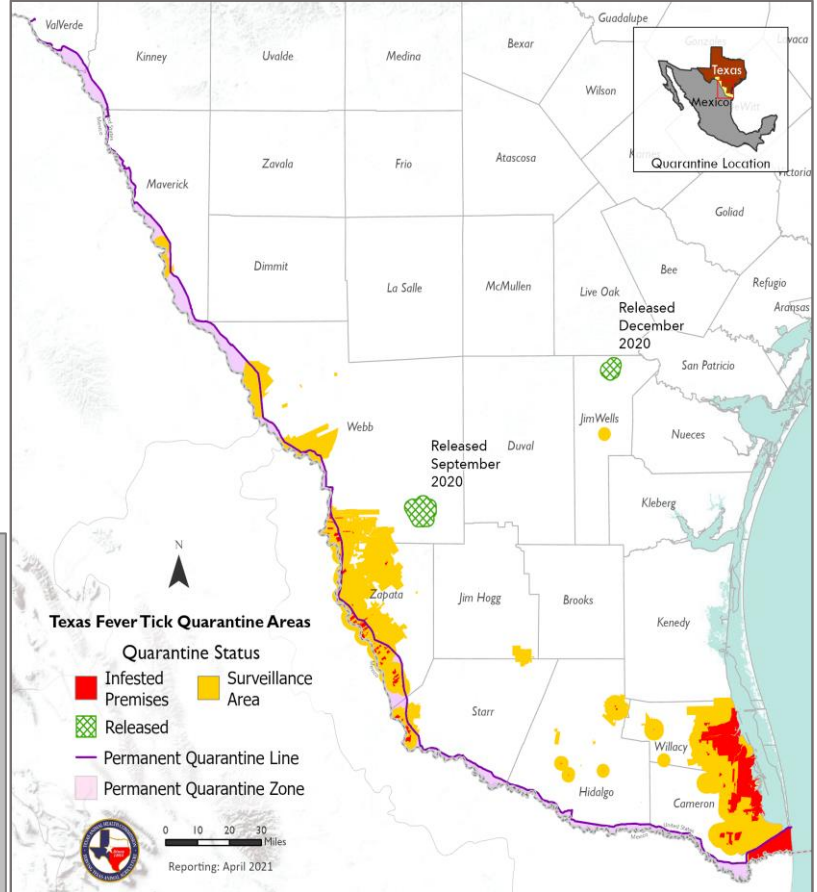 ValVerde
Kinney
Uvalde
Medina
Bexar
Guadalupe
Wilson
Texas
Mexico
Quarantine Location
Maverick
Zavala
Frio
Atascosa
Goliad
Dimmit
La Salle
McMullen
Live Oak
Bee
Refugio
Aransas
Released
December
2020
San Patricio
Webb
Duval
JimWells
Nueces
Released
September
2020
Kleberg
Zapata
Jim Hogg
Brooks
Kenedy
N
Texas Fever Tick Quarantine Areas
Quarantine Status
Infested
Premises
Surveillance
Area
Released
Permanent Quarantine Line
Permanent Quarantine Zone
Starr
Willacy
Hidalgo
Cameron
United States
Mexico
0 10 20 30
Miles
Reporting: April 2021